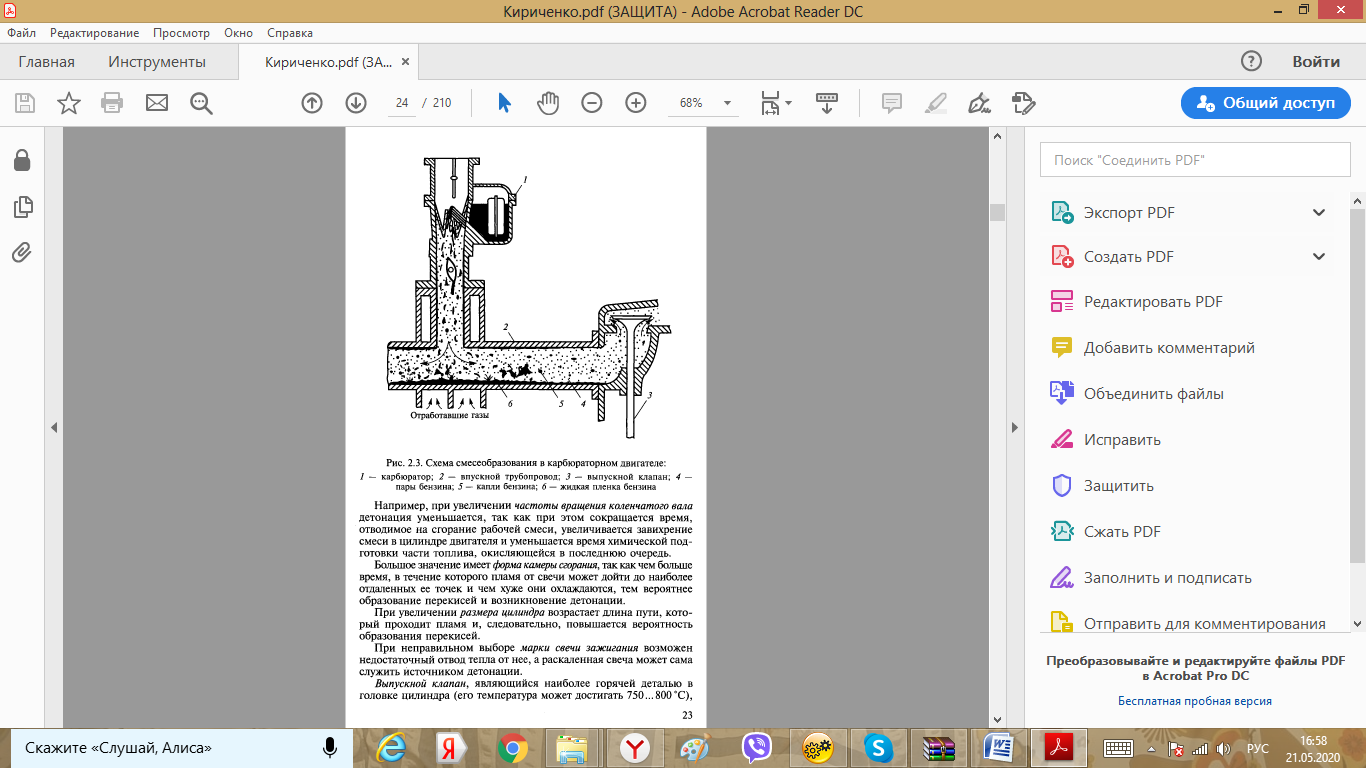 Кириченко.pdf (ЗАЩИТА) - Adobe Acrobat Reader DC
Файл Редактирование Просмотр Окно Справка
Главная Инструменты Кириченко.pdf (ЗА... × Войти
24 / 210 68% Общий доступ
Поиск "Соединить PDF"
Экспорт PDF
Создать PDF
Редактировать PDF
Добавить комментарий
Объединить файлы
Исправить
Защитить
Сжать PDF
Заполнить и подписать
Отправить для комментирования
Преобразовывайте и редактируйте файлы PDF
в Acrobat Pro DC
Бесплатная пробная версия
1
2
6 5 4 3
Отработавшие газы
Рис. 2.3. Схема смесеобразования в карбюраторном двигателе:
1 — карбюратор; 2 — впускной трубопровод; 3 — выпускной клапан; 4 —
пары бензина; 5 — капли бензина; 6 — жидкая пленка бензина
Например, при увеличении частоты вращения коленчатого вала
детонация уменьшается, так как при этом сокращается время,
отводимое на сгорание рабочей смеси, увеличивается завихрение
смеси в цилиндре двигателя и уменьшается время химической под-
готовки части топлива, окисляющейся в последнюю очередь.
Большое значение имеет форма камеры сгорания, так как чем больше
время, в течение которого пламя от свечи может дойти до наиболее
отдаленных ее точек и чем хуже они охлаждаются, тем вероятнее
образование перекисей и возникновение детонации.
При увеличении размера цилиндра возрастает длина пути, кото-
рый проходит пламя и, следовательно, повышается вероятность
образования перекисей.
При неправильном выборе марки свечи зажигания возможен
недостаточный отвод тепла от нее, а раскаленная свеча может сама
служить источником детонации.
Выпускной клапан, являющийся наиболее горячей деталью в
головке цилиндра (его температура может достигать 750...800 °С),
23
Скажите «Слушай, Алиса»
РУС
16:58
21.05.2020